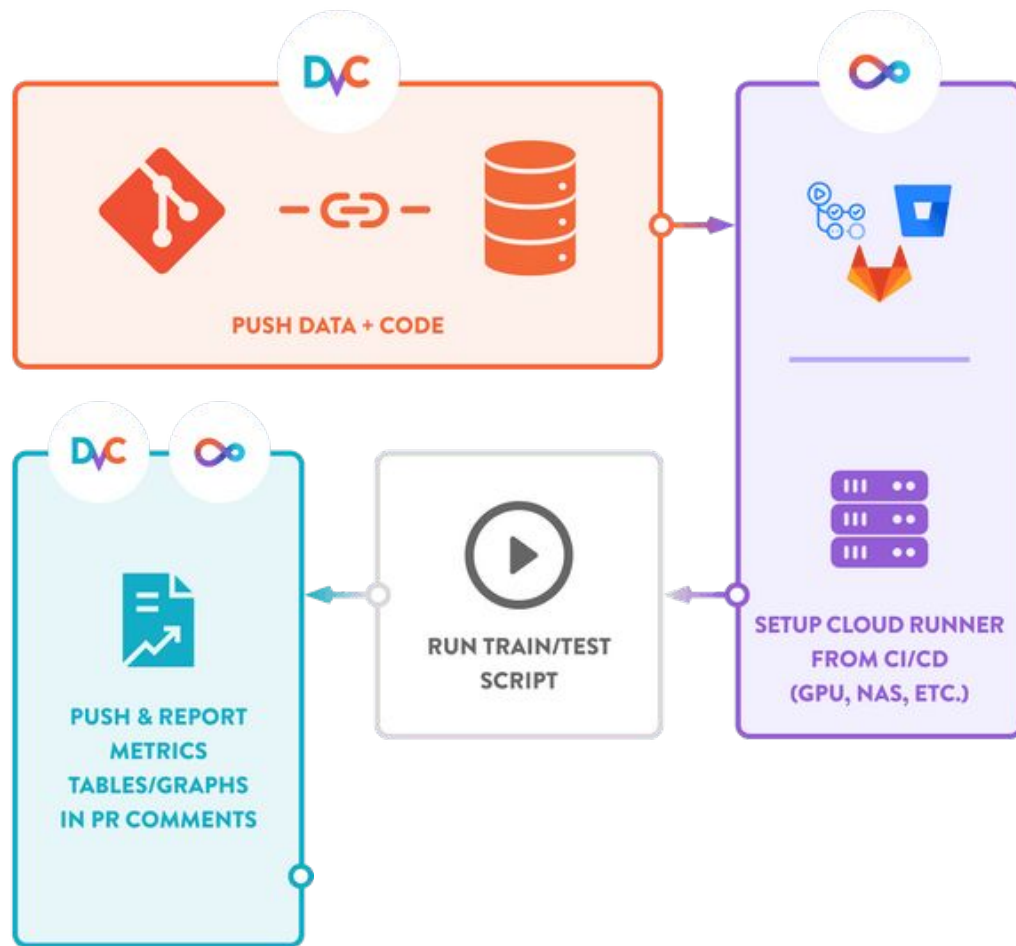 DVC
PUSH DATA + CODE
SETUP CLOUD RUNNER
FROM CI/CD
(GPU, NAS, ETC.)
RUN TRAIN/TEST
SCRIPT
DVC
PUSH & REPORT
METRICS
TABLES/GRAPHS
IN PR COMMENTS